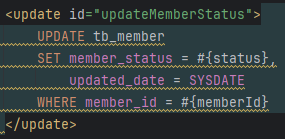 <update id="updateMemberStatus">
UPDATE tb_member
SET member_status = #{status},
updated_date = SYSDATE
WHERE member_id = #{memberId}
</update>